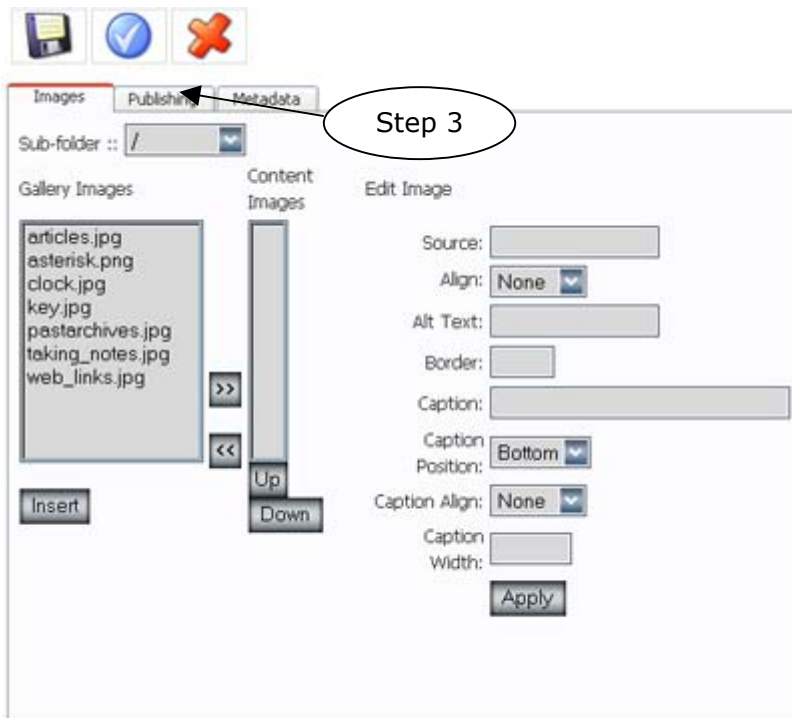 Images Publishing Metadata
Step 3
Sub-folder :: /
Gallery Images
Content
Images
Edit Image
articles.jpg
asterisk.png
clock.jpg
key.jpg
pastarchives.jpg
taking_notes.jpg
web_links.jpg
>>
<<
Up
Down
Insert
Source:
Align: None
Alt Text:
Border:
Caption:
Caption
Position: Bottom
Caption Align: None
Caption
Width:
Apply